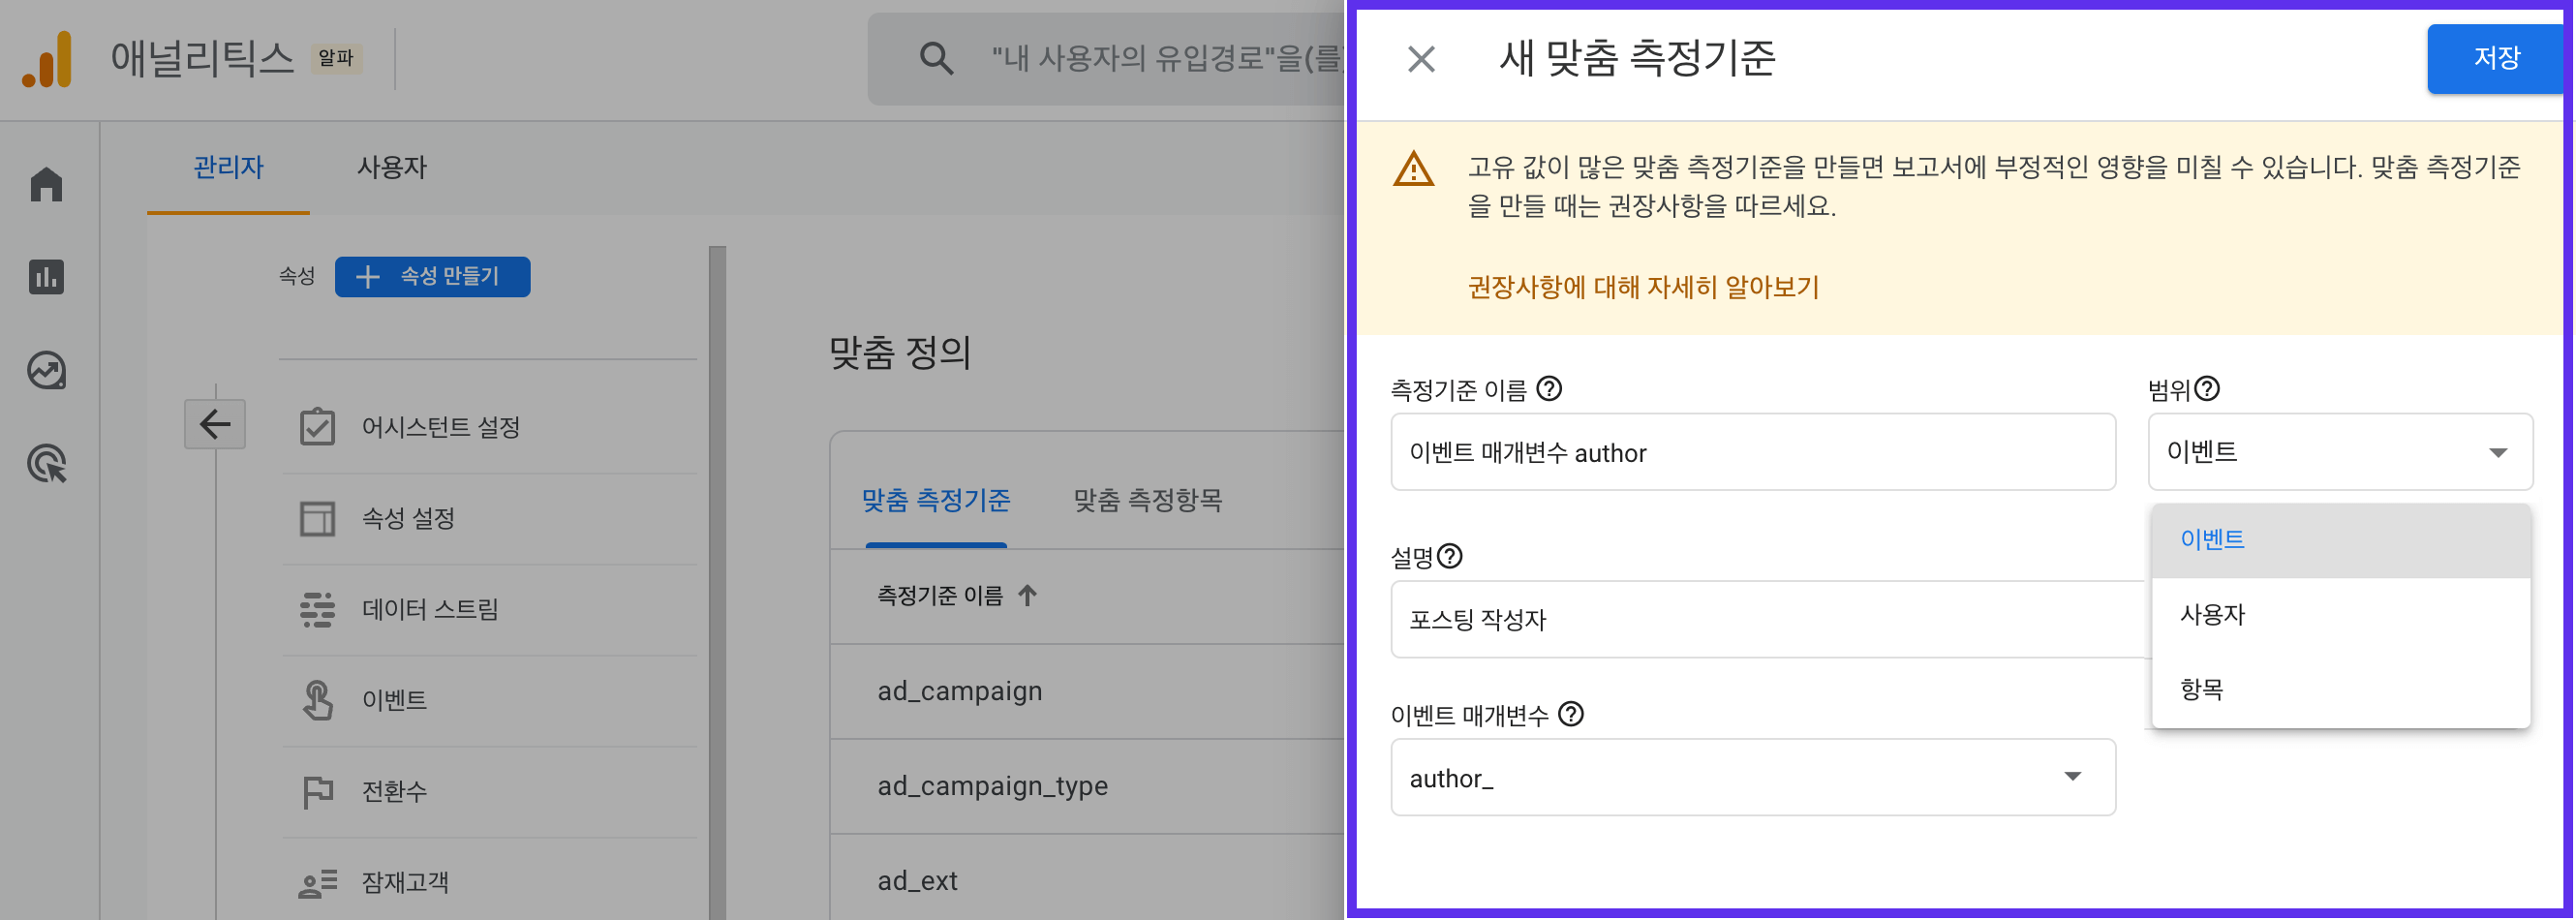 애널리틱스 알파
"내 사용자의 유입경로"을(를
관리자 사용자
속성 속성 만들기
어시스턴트 설정
속성 설정
데이터 스트림
이벤트
전환수
잠재고객
맞춤 정의
맞춤 측정기준 맞춤 측정항목
측정기준 이름
ad_campaign
ad_campaign_type
ad_ext
새 맞춤 측정기준
저장
고유 값이 많은 맞춤 측정기준을 만들면 보고서에 부정적인 영향을 미칠 수 있습니다. 맞춤 측정기준
을 만들 때는 권장사항을 따르세요.
권장사항에 대해 자세히 알아보기
측정기준 이름
이벤트 매개변수 author
범위
이벤트
이벤트
사용자
항목
설명
포스팅 작성자
이벤트 매개변수
author_